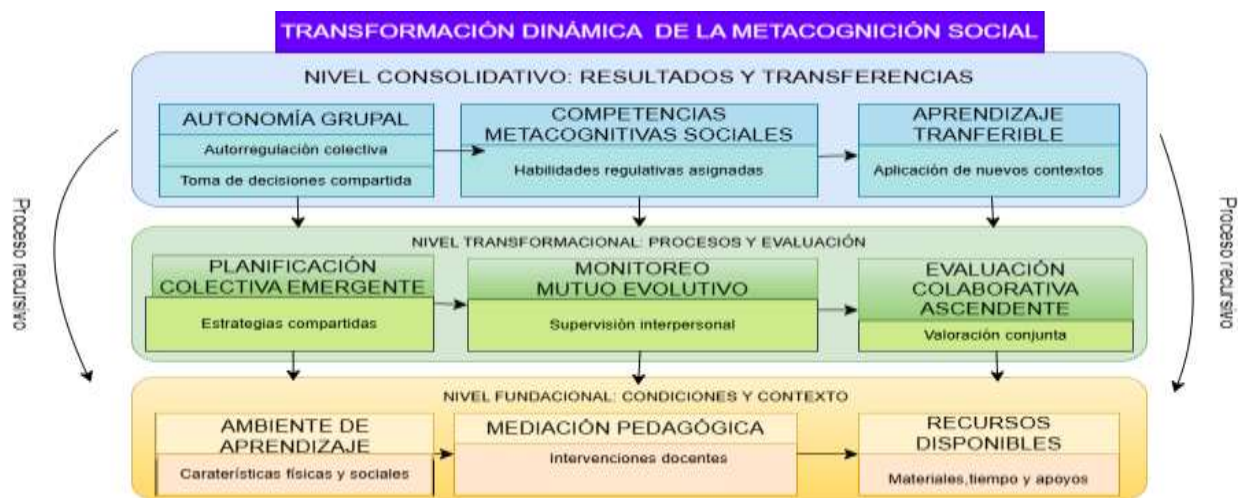 TRANSFORMACIÓN DINÁMICA DE LA METACOGNICIÓN SOCIAL
NIVEL CONSOLIDATIVO: RESULTADOS Y TRANSFERENCIAS
AUTONOMÍA GRUPAL
Autorregulación colectiva
Toma de decisiones compartida
COMPETENCIAS
METACOGNITIVAS SOCIALES
Habilidades regulativas asignadas
APRENDIZAJE
TRANFERIBLE
Aplicación de nuevos contextos
Proceso recursivo
Proceso recursivo
NIVEL TRANSFORMACIONAL: PROCESOS Y EVALUACIÓN
PLANIFICACIÓN
COLECTIVA EMERGENTE
Estrategias compartidas
MONITOREO
MUTUO EVOLUTIVO
Supervisión interpersonal
EVALUACIÓN
COLABORATIVA
ASCENDENTE
Valoración conjunta
NIVEL FUNDACIONAL: CONDICIONES Y CONTEXTO
AMBIENTE DE
APRENDIZAJE
Caraterísticas físicas y sociales
MEDIACIÓN PEDAGÓGICA
Intervenciones docentes
RECURSOS
DISPONIBLES
Materiales,tiempo y apoyos